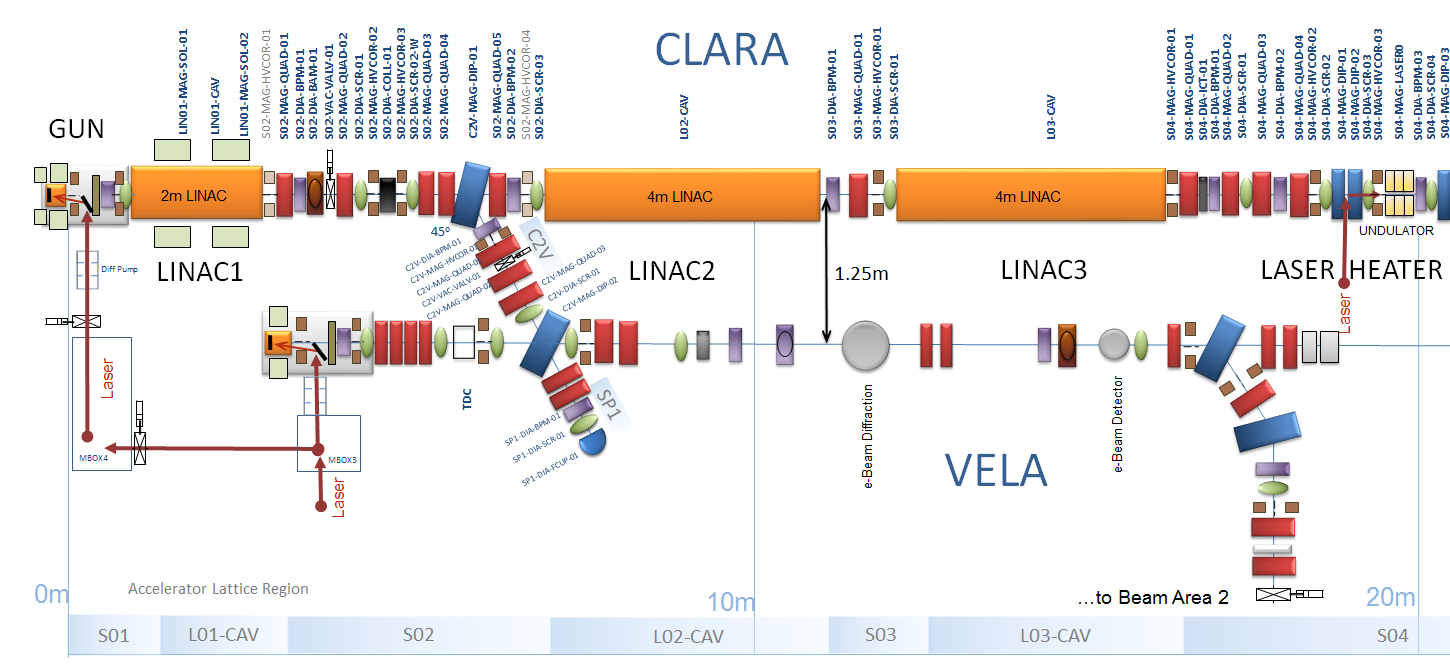 CLARA
LIN01-MAG-SOL-01
LIN01-CAV
LIN01-MAG-SOL-02
S02-MAG-HVCOR-01
S02-MAG-QUAD-01
S02-DIA-BPM-01
S02-DIA-BAM-01
S02-VAC-VALV-01
S02-MAG-QUAD-02
S02-DIA-SCR-01
S02-MAG-HVCOR-02
S02-DIA-COLL-01
S02-MAG-HVCOR-03
S02-DIA-SCR-02-W
S02-MAG-QUAD-03
S02-MAG-QUAD-04
C2V-MAG-DIP-01
S02-MAG-QUAD-05
S02-DIA-BPM-02
S02-MAG-HVCOR-04
S02-DIA-SCR-03
L02-CAV
S03-DIA-BPM-01
S03-MAG-QUAD-01
S03-MAG-HVCOR-01
S03-DIA-SCR-01
L03-CAV
S04-MAG-HVCOR-01
S04-MAG-QUAD-01
S04-DIA-ICT-01
S04-DIA-BPM-01
S04-MAG-QUAD-02
S04-DIA-SCR-01
S04-MAG-QUAD-03
S04-DIA-BPM-02
S04-MAG-QUAD-04
S04-MAG-HVCOR-02
S04-DIA-SCR-02
S04-MAG-DIP-01
S04-MAG-DIP-02
S04-DIA-SCR-03
S04-MAG-HVCOR-03
S04-MAG-LASER0
S04-DIA-BPM-03
S04-DIA-SCR-04
S04-MAG-DIP-03
GUN
2m LINAC
4m LINAC
4m LINAC
45º
UNDULATOR
C2V
C2V-DIA-BPM-01
C2V-VAC-VALV-01
C2V-MAG-QUAD-03
C2V-DIA-SCR-01
C2V-MAG-DIP-02
Diff Pump
LINAC1
LINAC2
1.25m
LINAC3
LASER HEATER
Laser
Laser
TDC
SP1
SP1-DIA-BPM-01
SP1-DIA-SCR-01
SP1-DIA-FCUP-01
e-Beam Diffraction
e-Beam Detector
MBOX4
MBOX3
Laser
VELA
0m
Accelerator Lattice Region
10m
...to Beam Area 2
20m
S01
L01-CAV
S02
L02-CAV
S03
L03-CAV
S04